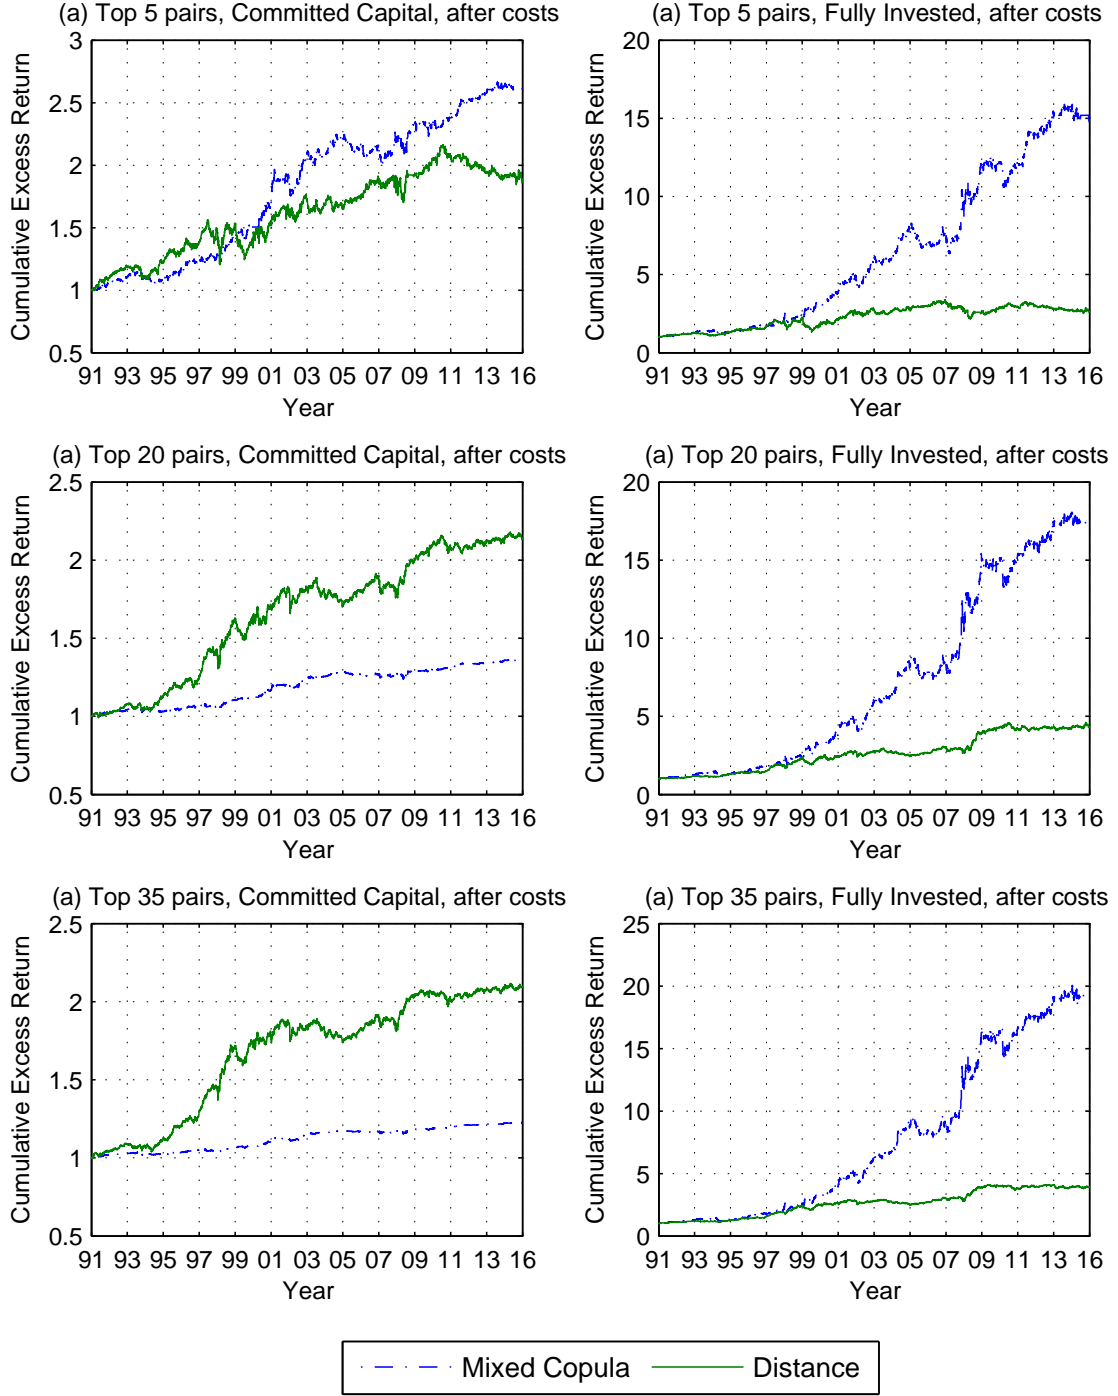 (a) Top 5 pairs, Committed Capital, after costs
Cumulative Excess Return
3
2.5
2
1.5
1
0.5
91 93 95 97 99 01 03 05 07 09 11 13 16
Year
(a) Top 5 pairs, Fully Invested, after costs
Cumulative Excess Return
20
15
10
5
0
91 93 95 97 99 01 03 05 07 09 11 13 16
Year
(a) Top 20 pairs, Committed Capital, after costs
Cumulative Excess Return
2.5
2
1.5
1
0.5
91 93 95 97 99 01 03 05 07 09 11 13 16
Year
(a) Top 20 pairs, Fully Invested, after costs
Cumulative Excess Return
20
15
10
5
0
91 93 95 97 99 01 03 05 07 09 11 13 16
Year
(a) Top 35 pairs, Committed Capital, after costs
Cumulative Excess Return
2.5
2
1.5
1
0.5
91 93 95 97 99 01 03 05 07 09 11 13 16
Year
(a) Top 35 pairs, Fully Invested, after costs
Cumulative Excess Return
25
20
15
10
5
0
91 93 95 97 99 01 03 05 07 09 11 13 16
Year
Mixed Copula
Distance